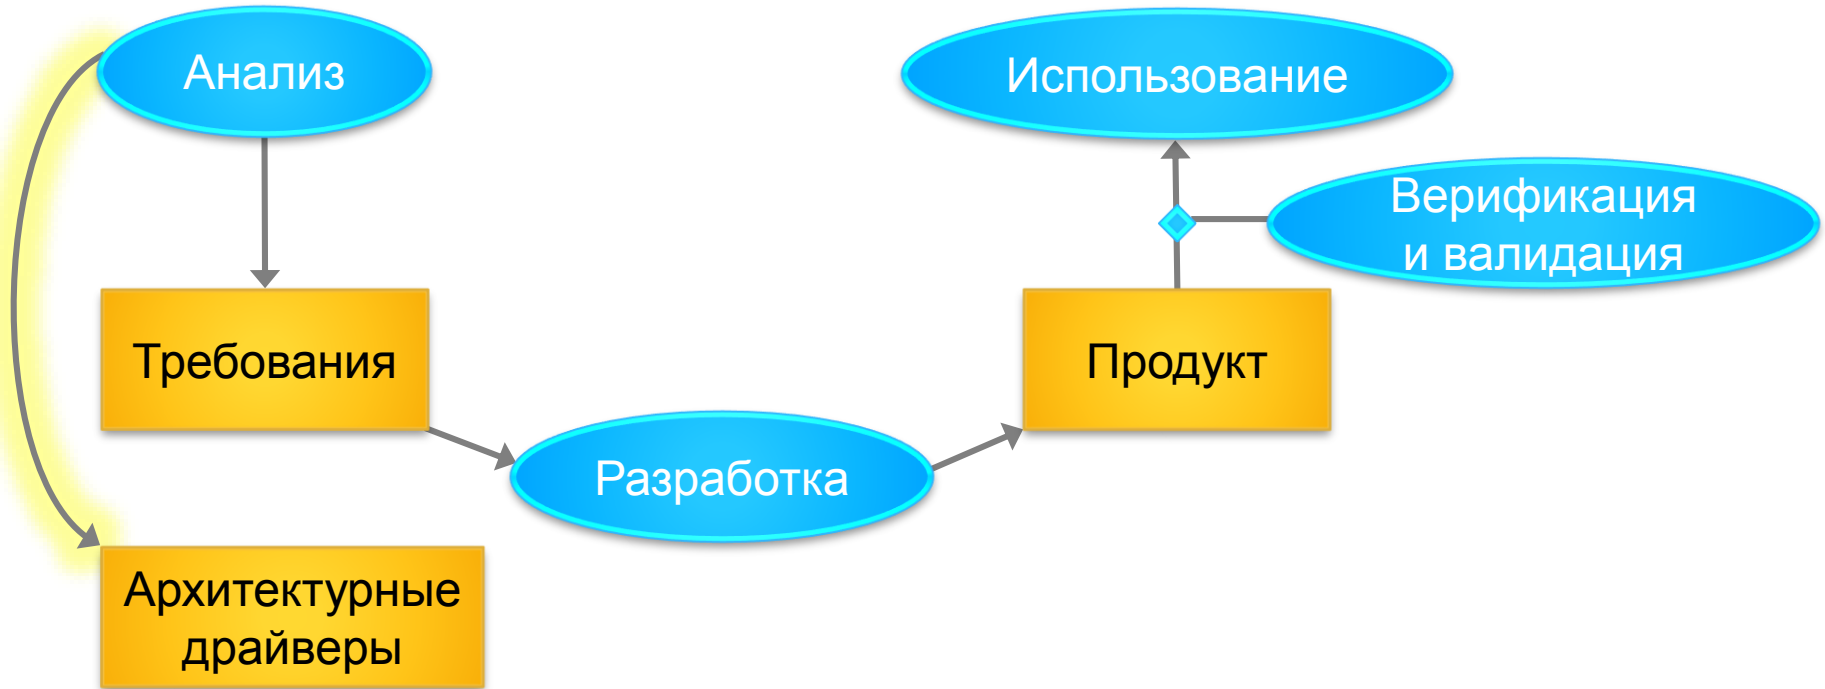 Анализ
Использование
Верификация
и валидация
Требования
Продукт
Разработка
Архитектурные
драйверы